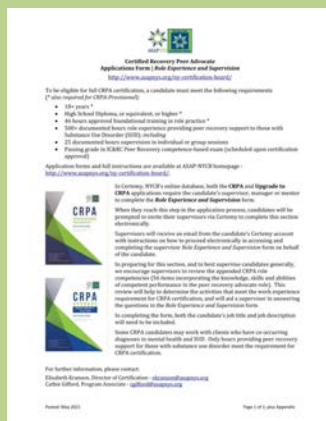 ASAP
Certified Recovery Peer Advocate
Applications Form | Role Experience and Supervision
http://www.asapnys.org/ny-certification-board/
To be eligible for full CRPA certification, a candidate must meet the following requirements
(* also required for CRPA-Provisional):
• 18+ years *
• High School Diploma, or equivalent, or higher *
• 46 hours approved foundational training in role practice *
• 500+ documented hours role experience providing peer recovery support to those with
Substance Use Disorder (SUD); including
• 25 documented hours supervision in individual or group sessions
• Passing grade in IC&RC Peer Recovery competence-based exam (scheduled upon certification
approval)
Application forms and full instructions are available at ASAP-NYCB homepage -
http://www.asapnys.org/ny-certification-board/.
In Certemy, NYCB's online database, both the CRPA and Upgrade to
CRPA applications require the candidate's supervisor, manager or mentor
to complete the Role Experience and Supervision form.
When they reach this step in the application process, candidates will be
prompted to invite their supervisors via Certemy to complete this section
electronically.
Supervisors will receive an email from the candidate's Certemy account
with instructions on how to proceed electronically in accessing and
completing the supervisor Role Experience and Supervision form on behalf
of the candidate.
In preparing for this section, and to best supervise candidates generally,
we encourage supervisors to review the appended CRPA role
competencies (56 items incorporating the knowledge, skills and abilities
of competent performance in the peer recovery advocate role). This
review will help to determine the activities that meet the work experience
requirement for CRPA certification, and will aid a supervisor in answering
the questions in the Role Experience and Supervision form.
In completing the form, both the candidate's job title and job description
will need to be included.
Some CRPA candidates may work with clients who have co-occurring
diagnoses in mental health and SUD. Only hours providing peer recovery
support for those with substance use disorder meet the requirement for
CRPA certification.
CRPA
CRPA
For further information, please contact:
Elisabeth Kranson, Director of Certification - ekranson@asapnys.org
Cathie Gifford, Program Associate - cgifford@asapnys.org
Posted: May 2021
Page 1 of 1; plus Appendix